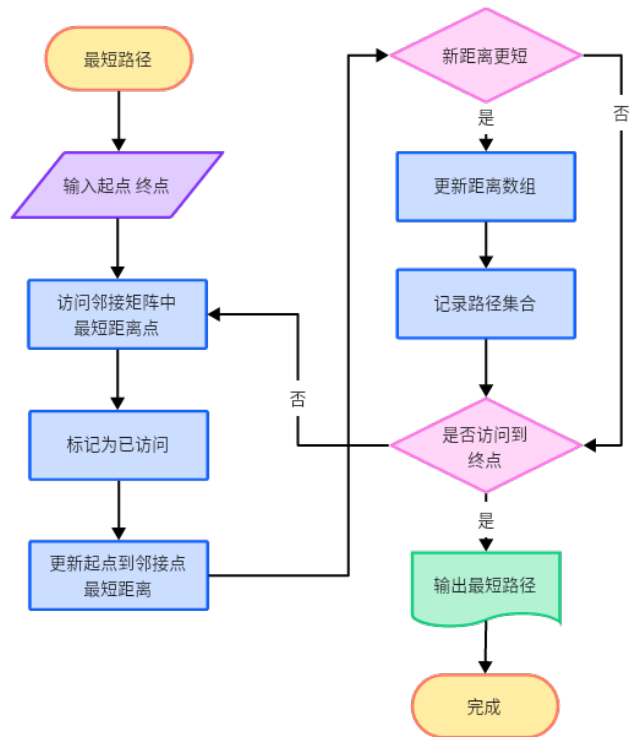 最短路径
输入起点 终点
访问邻接矩阵中
最短距离点
标记为已访问
更新起点到邻接点
最短距离
新距离更短
是
否
更新距离数组
记录路径集合
是否访问到
终点
否
是
输出最短路径
完成